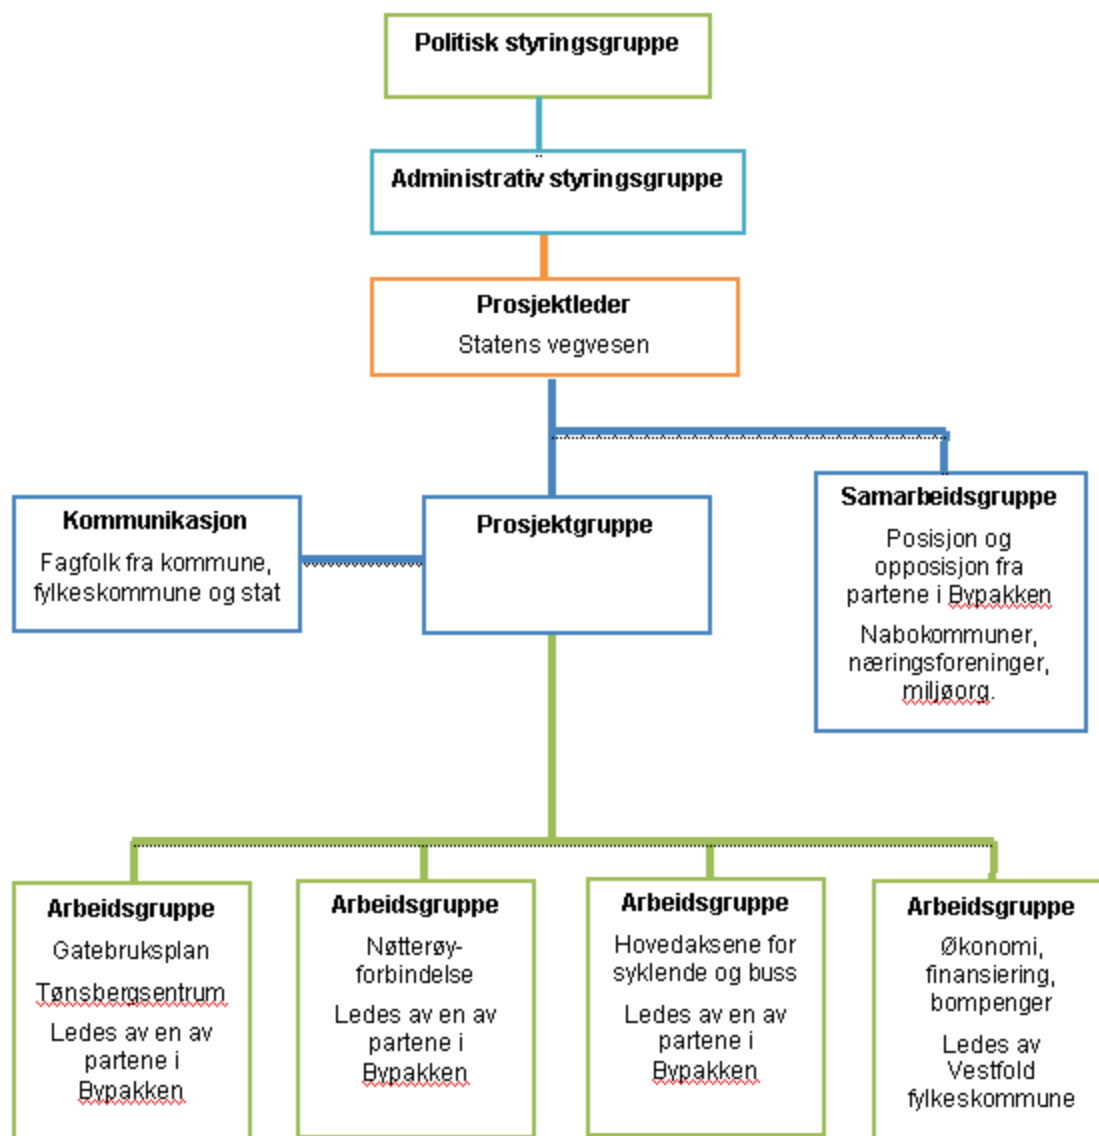 Politisk styringsgruppe
Administrativ styringsgruppe
Prosjektleder
Statens vegvesen
Kommunikasjon
Fagfolk fra kommune,
fylkeskommune og stat
Prosjektgruppe
Samarbeidsgruppe
Posisjon og
opposisjon fra
partene i Bypakken
Nabokommuner,
næringsforeninger,
miljøorg.
Arbeidsgruppe
Gatebruksplan
Tønsbergsentrum
Ledes av en av
partene i
Bypakken
Arbeidsgruppe
Nøtterøy-
forbindelse
Ledes av en av
partene i
Bypakken
Arbeidsgruppe
Hovedaksene for
syklende og buss
Ledes av en av
partene i
Bypakken
Arbeidsgruppe
Økonomi,
finansiering,
bompenger
Ledes av
Vestfold
fylkeskommune